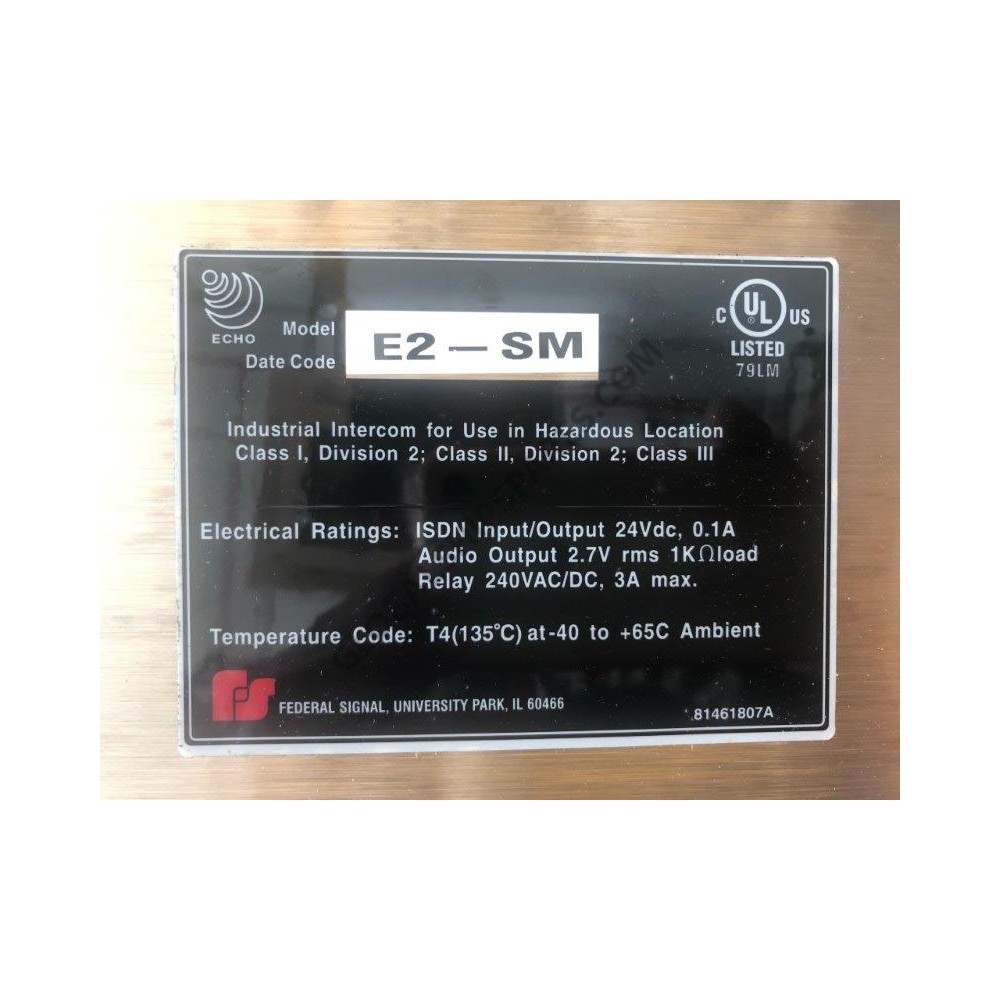 ECHO
Model E2 – SM
Date Code
C UL US
®
LISTED
79LM
Industrial Intercom for Use in Hazardous Location
Class I, Division 2; Class II, Division 2; Class III
Electrical Ratings: ISDN Input/Output 24Vdc, 0.1A
Audio Output 2.7V rms 1KΩload
Relay 240VAC/DC, 3A max.
Temperature Code: T4(135°C) at -40 to +65C Ambient
FEDERAL SIGNAL, UNIVERSITY PARK, IL 60466
81461807A